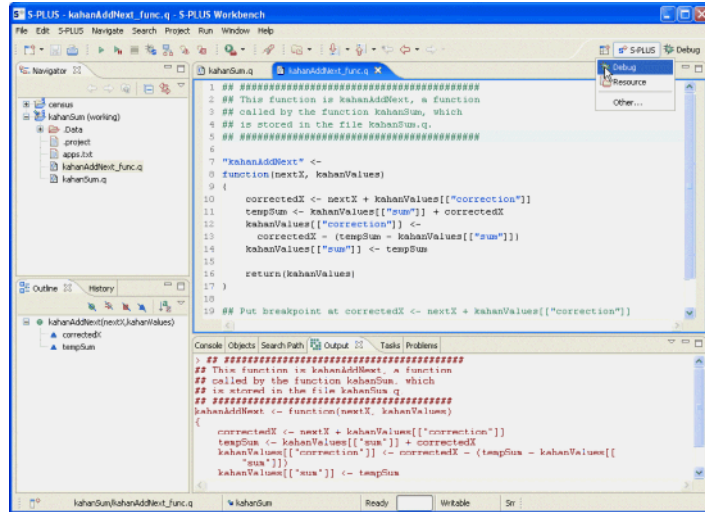 S-PLUS - kahanAddNext_func.q - S-PLUS Workbench
File Edit S-PLUS Navigate Search Project Run Window Help
S-PLUS Debug
Debug
Resource
Other...
Navigator
census
kahanSum (working)
.Data
.project
apps.txt
kahanAddNext_func.q
kahanSum.q
kahanSum.q kahanAddNext_func.q
1 ## ########################################
2 ## This function is kahanAddNext, a function
3 ## called by the function kahanSum, which
4 ## is stored in the file kahanSum.q.
5 ## ########################################
6
7 "kahanAddNext" <-
8 function(nextX, kahanValues)
9 {
10 correctedX <- nextX + kahanValues[["correction"]]
11 tempSum <- kahanValues[["sum"]] + correctedX
12 kahanValues[["correction"]] <-
13 correctedX - (tempSum - kahanValues[["sum"]])
14 kahanValues[["sum"]] <- tempSum
15
16 return(kahanValues)
17 }
18
19 ## Put breakpoint at correctedX <- nextX + kahanValues[["correction"]]
Outline History
kahanAddNext(nextX,kahanValues)
correctedX
tempSum
Console Objects Search Path Output Tasks Problems
> ## ########################################
## This function is kahanAddNext, a function
## called by the function kahanSum, which
## is stored in the file kahanSum.q.
## ########################################
kahanAddNext <- function(nextX, kahanValues)
{
correctedX <- nextX + kahanValues[["correction"]]
tempSum <- kahanValues[["sum"]] + correctedX
kahanValues[["correction"]] <- correctedX - (tempSum - kahanValues[[
"sum"]])
kahanValues[["sum"]] <- tempSum
kahanSum/kahanAddNext_func.q kahanSum Ready Writable